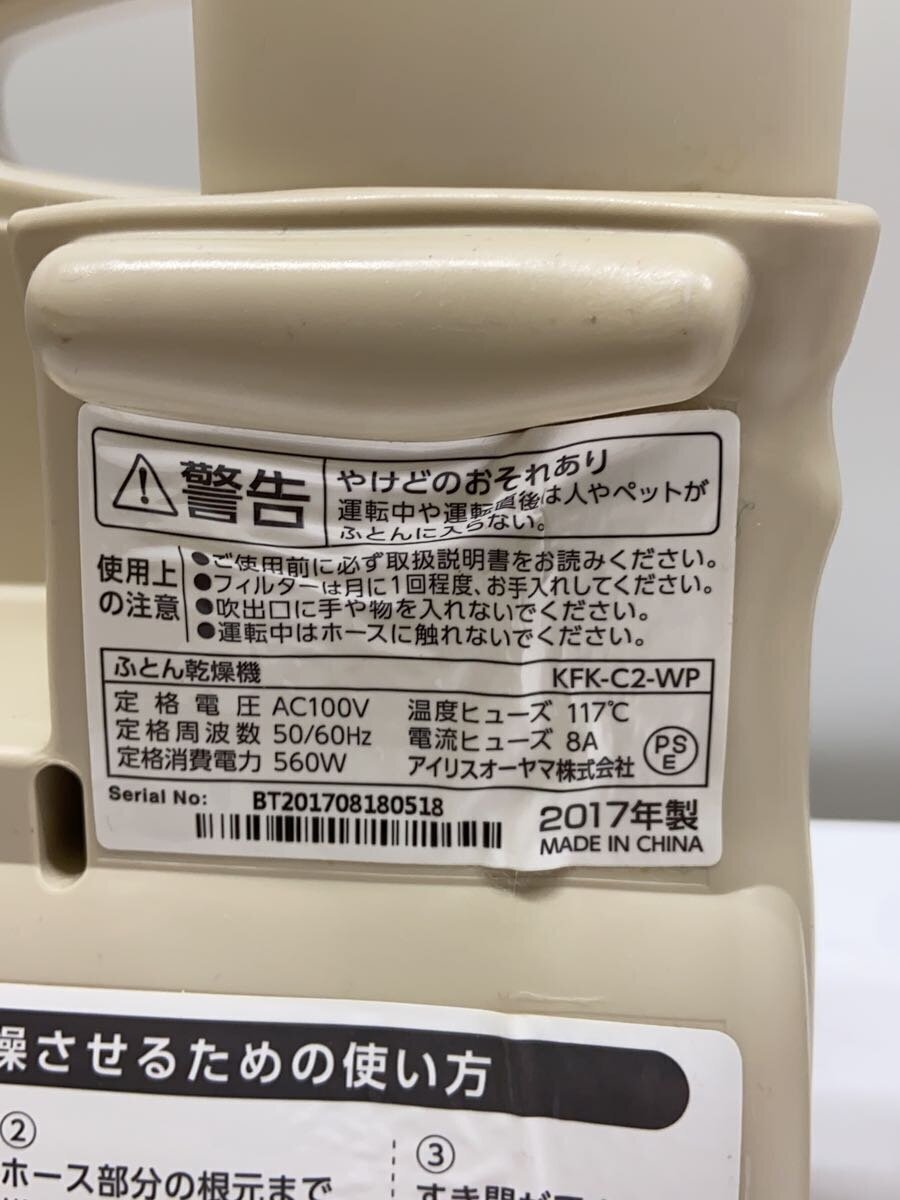 警告
やけどのおそれあり
運転中や運転直後は人やペットが
ふとんに入らない。
使用上
の注意
●ご使用前に必ず取扱説明書をお読みください。
●フィルターは月に1回程度、お手入れしてください。
●吹出口に手や物を入れないでください。
●運転中はホースに触れないでください。
ふとん乾燥機 KFK-C2-WP
定格電圧 AC100V 温度ヒューズ 117℃
定格周波数 50/60Hz 電流ヒューズ 8A
定格消費電力 560W アイリスオーヤマ株式会社
PSE
Serial No: BT201708180518
2017年製
MADE IN CHINA
燥させるための使い方
②
ホース部分の根元まで
③
すき間が